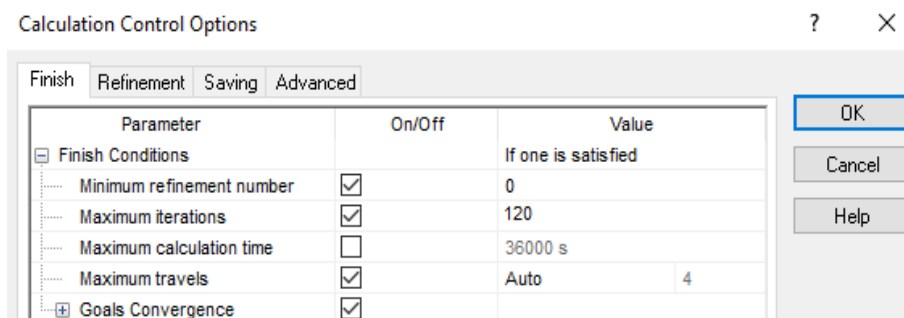 Calculation Control Options ?
Finish Refinement Saving Advanced
OK
Parameter On/Off Value
Finish Conditions If one is satisfied
Cancel
Minimum refinement number 0
Maximum iterations 120
Help
Maximum calculation time 36000 s
Maximum travels Auto 4
Goals Convergence